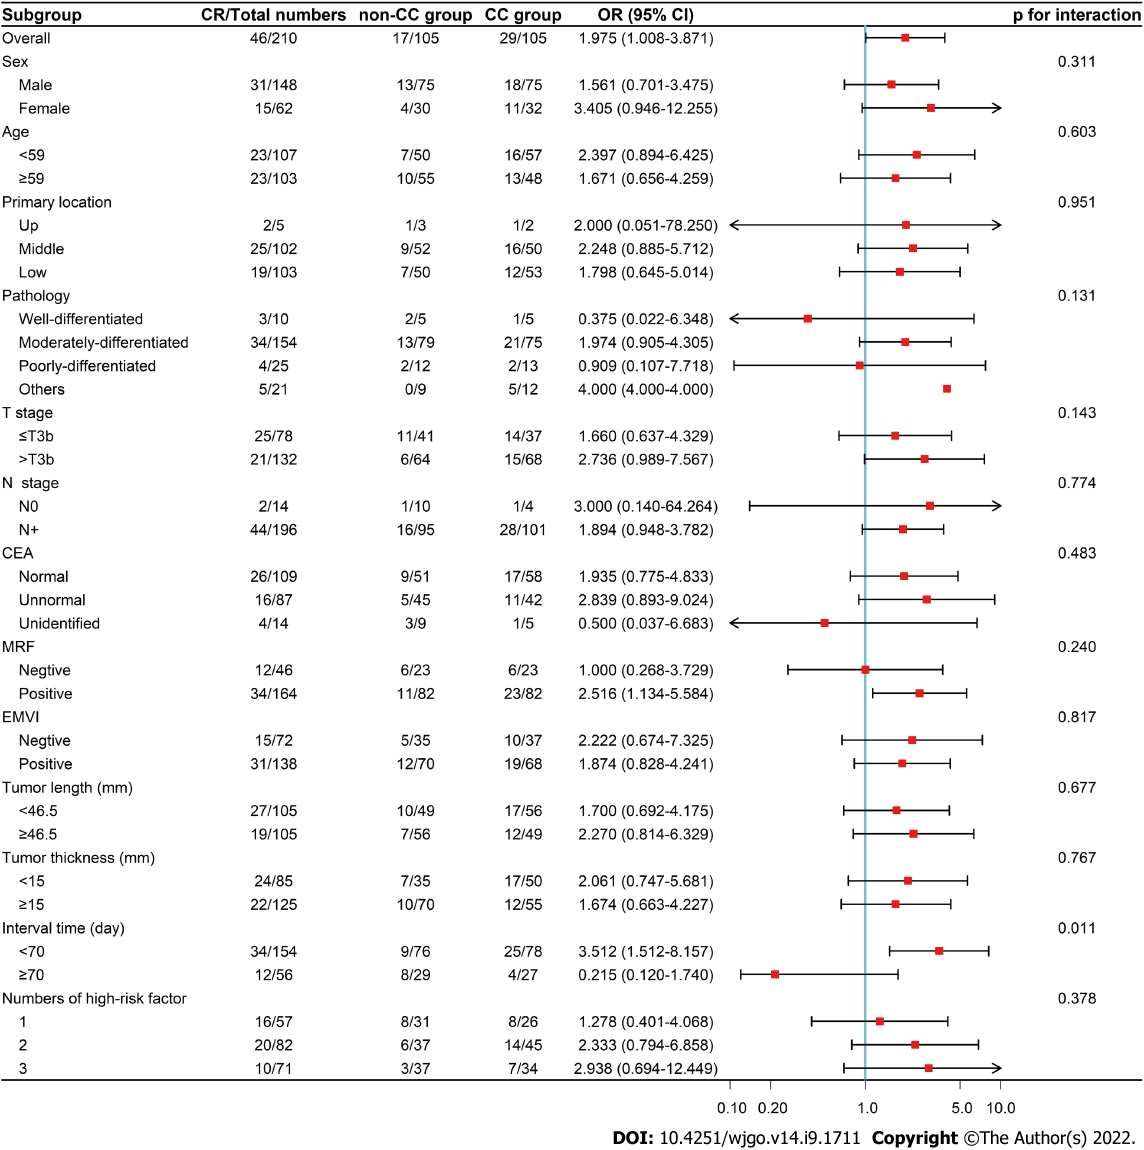 Subgroup CR/Total numbers non-CC group CC group OR (95% CI) p for interaction
Overall 46/210 17/105 29/105 1.975 (1.008-3.871)
Sex 0.311
Male 31/148 13/75 18/75 1.561 (0.701-3.475)
Female 15/62 4/30 11/32 3.405 (0.946-12.255)
Age 0.603
<59 23/107 7/50 16/57 2.397 (0.894-6.425)
≥59 23/103 10/55 13/48 1.671 (0.656-4.259)
Primary location 0.951
Up 2/5 1/3 1/2 2.000 (0.051-78.250)
Middle 25/102 9/52 16/50 2.248 (0.885-5.712)
Low 19/103 7/50 12/53 1.798 (0.645-5.014)
Pathology 0.131
Well-differentiated 3/10 2/5 1/5 0.375 (0.022-6.348)
Moderately-differentiated 34/154 13/79 21/75 1.974 (0.905-4.305)
Poorly-differentiated 4/25 2/12 2/13 0.909 (0.107-7.718)
Others 5/21 0/9 5/12 4.000 (4.000-4.000)
T stage 0.143
≤T3b 25/78 11/41 14/37 1.660 (0.637-4.329)
>T3b 21/132 6/64 15/68 2.736 (0.989-7.567)
N stage 0.774
N0 2/14 1/10 1/4 3.000 (0.140-64.264)
N+ 44/196 16/95 28/101 1.894 (0.948-3.782)
CEA 0.483
Normal 26/109 9/51 17/58 1.935 (0.775-4.833)
Unnormal 16/87 5/45 11/42 2.839 (0.893-9.024)
Unidentified 4/14 3/9 1/5 0.500 (0.037-6.683)
MRF 0.240
Negtive 12/46 6/23 6/23 1.000 (0.268-3.729)
Positive 34/164 11/82 23/82 2.516 (1.134-5.584)
EMVI 0.817
Negtive 15/72 5/35 10/37 2.222 (0.674-7.325)
Positive 31/138 12/70 19/68 1.874 (0.828-4.241)
Tumor length (mm) 0.677
<46.5 27/105 10/49 17/56 1.700 (0.692-4.175)
≥46.5 19/105 7/56 12/49 2.270 (0.814-6.329)
Tumor thickness (mm) 0.767
<15 24/85 7/35 17/50 2.061 (0.747-5.681)
≥15 22/125 10/70 12/55 1.674 (0.663-4.227)
Interval time (day) 0.011
<70 34/154 9/76 25/78 3.512 (1.512-8.157)
≥70 12/56 8/29 4/27 0.215 (0.120-1.740)
Numbers of high-risk factor 0.378
1 16/57 8/31 8/26 1.278 (0.401-4.068)
2 20/82 6/37 14/45 2.333 (0.794-6.858)
3 10/71 3/37 7/34 2.938 (0.694-12.449)
0.10 0.20 1.0 5.0 10.0
DOI: 10.4251/wjgo.v14.i9.1711 Copyright ©The Author(s) 2022.